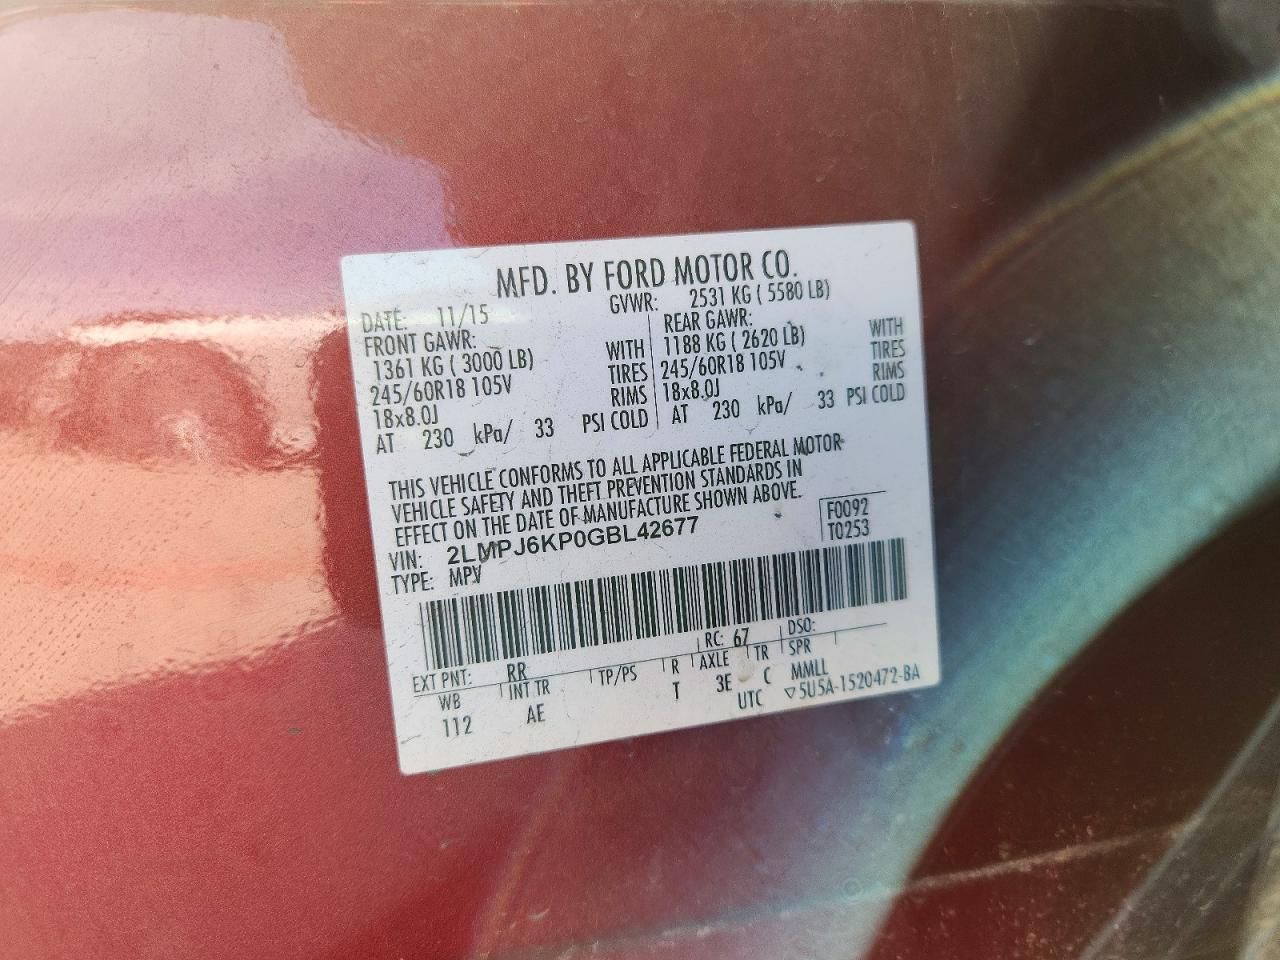 MFD. BY FORD MOTOR CO.
DATE: 11/15 GVWR: 2531 KG ( 5580 LB)
FRONT GAWR: REAR GAWR:
1361 KG ( 3000 LB) WITH 1188 KG ( 2620 LB) WITH
245/60R18 105V TIRES 245/60R18 105V TIRES
18x8.0J RIMS 18x8.0J RIMS
AT 230 kPa/ 33 PSI COLD AT 230 kPa/ 33 PSI COLD
THIS VEHICLE CONFORMS TO ALL APPLICABLE FEDERAL MOTOR
VEHICLE SAFETY AND THEFT PREVENTION STANDARDS IN
EFFECT ON THE DATE OF MANUFACTURE SHOWN ABOVE.
VIN: 2LMPJ6KP0GBL42677 F0092
TYPE: MPV T0253
EXT PNT: RR RC: 67 DSO:
WB INT TR TP/PS R AXLE TR SPR
112 AE T 3E C MMLL
UTC ▽5U5A-1520472-BA